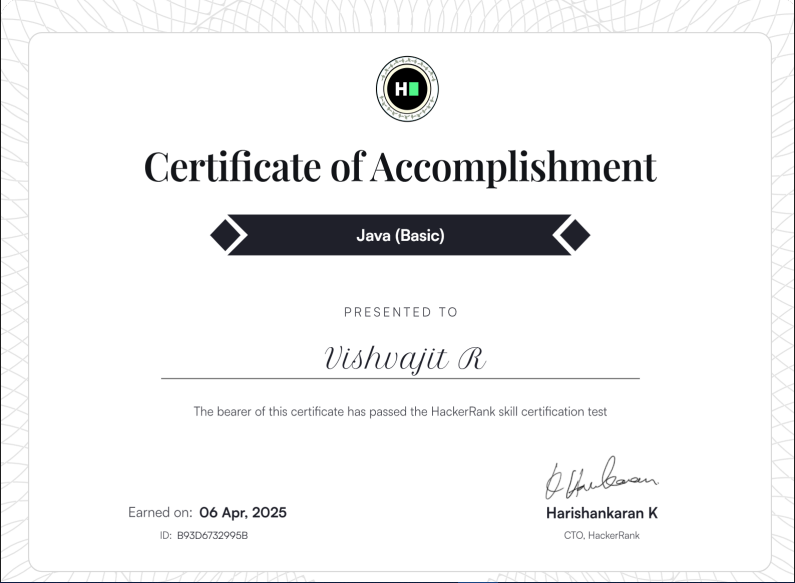 H
Certificate of Accomplishment
Java (Basic)
PRESENTED TO
Vishvajit R
The bearer of this certificate has passed the HackerRank skill certification test
Earned on: 06 Apr, 2025
ID: B93D6732995B
Harishankaran K
CTO, HackerRank